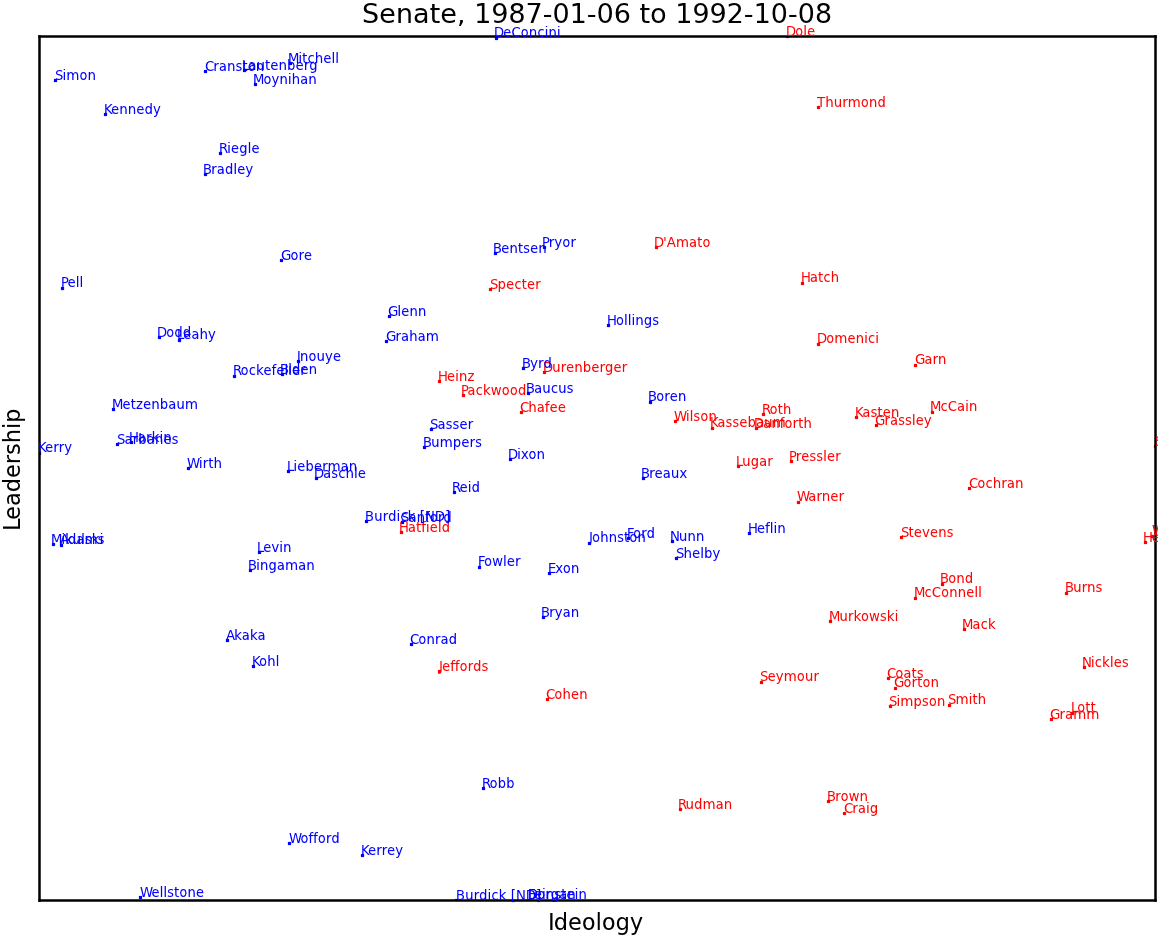 Senate, 1987-01-06 to 1992-10-08
DeConcini
Dole
Mitchell
Cranston
Lautenberg
Simon
Moynihan
Thurmond
Kennedy
Riegle
Bradley
Pryor
D'Amato
Bentsen
Gore
Hatch
Pell
Specter
Glenn
Hollings
Dodd
Leahy
Graham
Domenici
Inouye
Garn
Byrd
Durenberger
Rockefeller
Biden
Heinz
Packwood
Baucus
Boren
Metzenbaum
Chafee
McCain
Roth
Kasten
Wilson
Grassley
Kassebaum
Danforth
Sasser
Sarbanes
Harkin
Bumpers
Kerry
Dixon
Pressler
Wirth
Lugar
Lieberman
Daschle
Breaux
Cochran
Reid
Warner
Burdick [ND]
Sanford
Hatfield
Heflin
Ford
Stevens
Nunn
Johnston
Mikulski
Adams
Levin
Shelby
Bingaman
Fowler
Exon
Bond
Burns
McConnell
Bryan
Murkowski
Mack
Akaka
Conrad
Kohl
Jeffords
Nickles
Coats
Seymour
Gorton
Cohen
Simpson
Smith
Lott
Gramm
Robb
Brown
Rudman
Craig
Wofford
Kerrey
Wellstone
Burdick [ND]
Leadership
Ideology